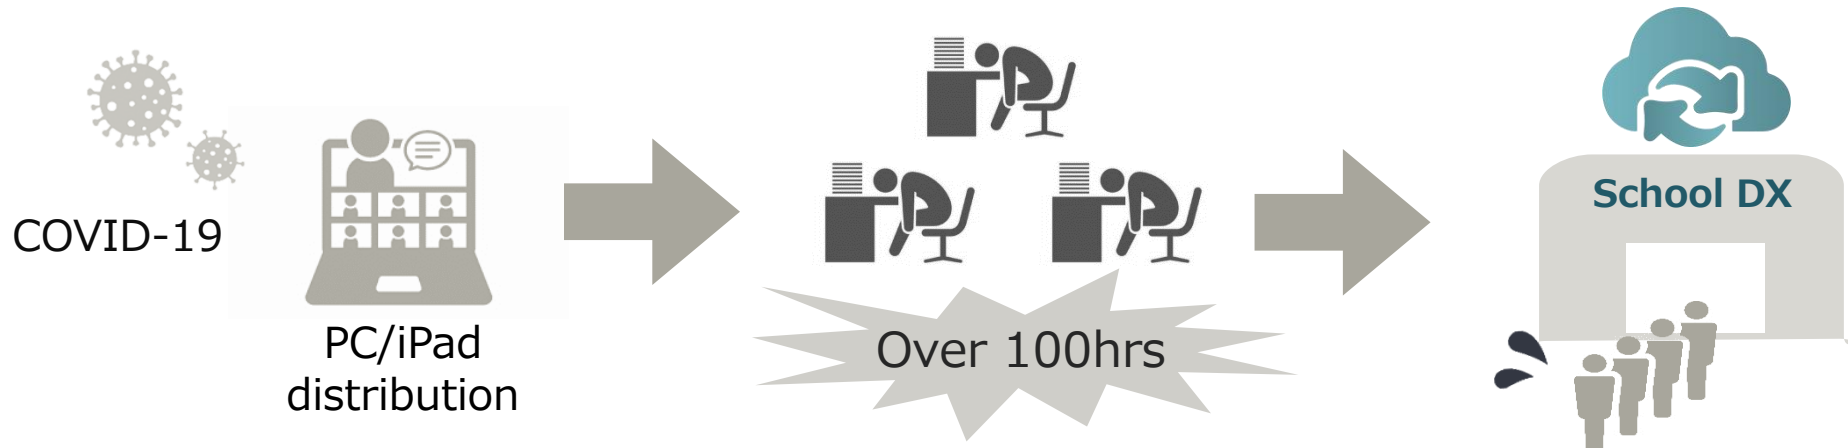 COVID-19
PC/iPad
distribution
Over 100hrs
School DX